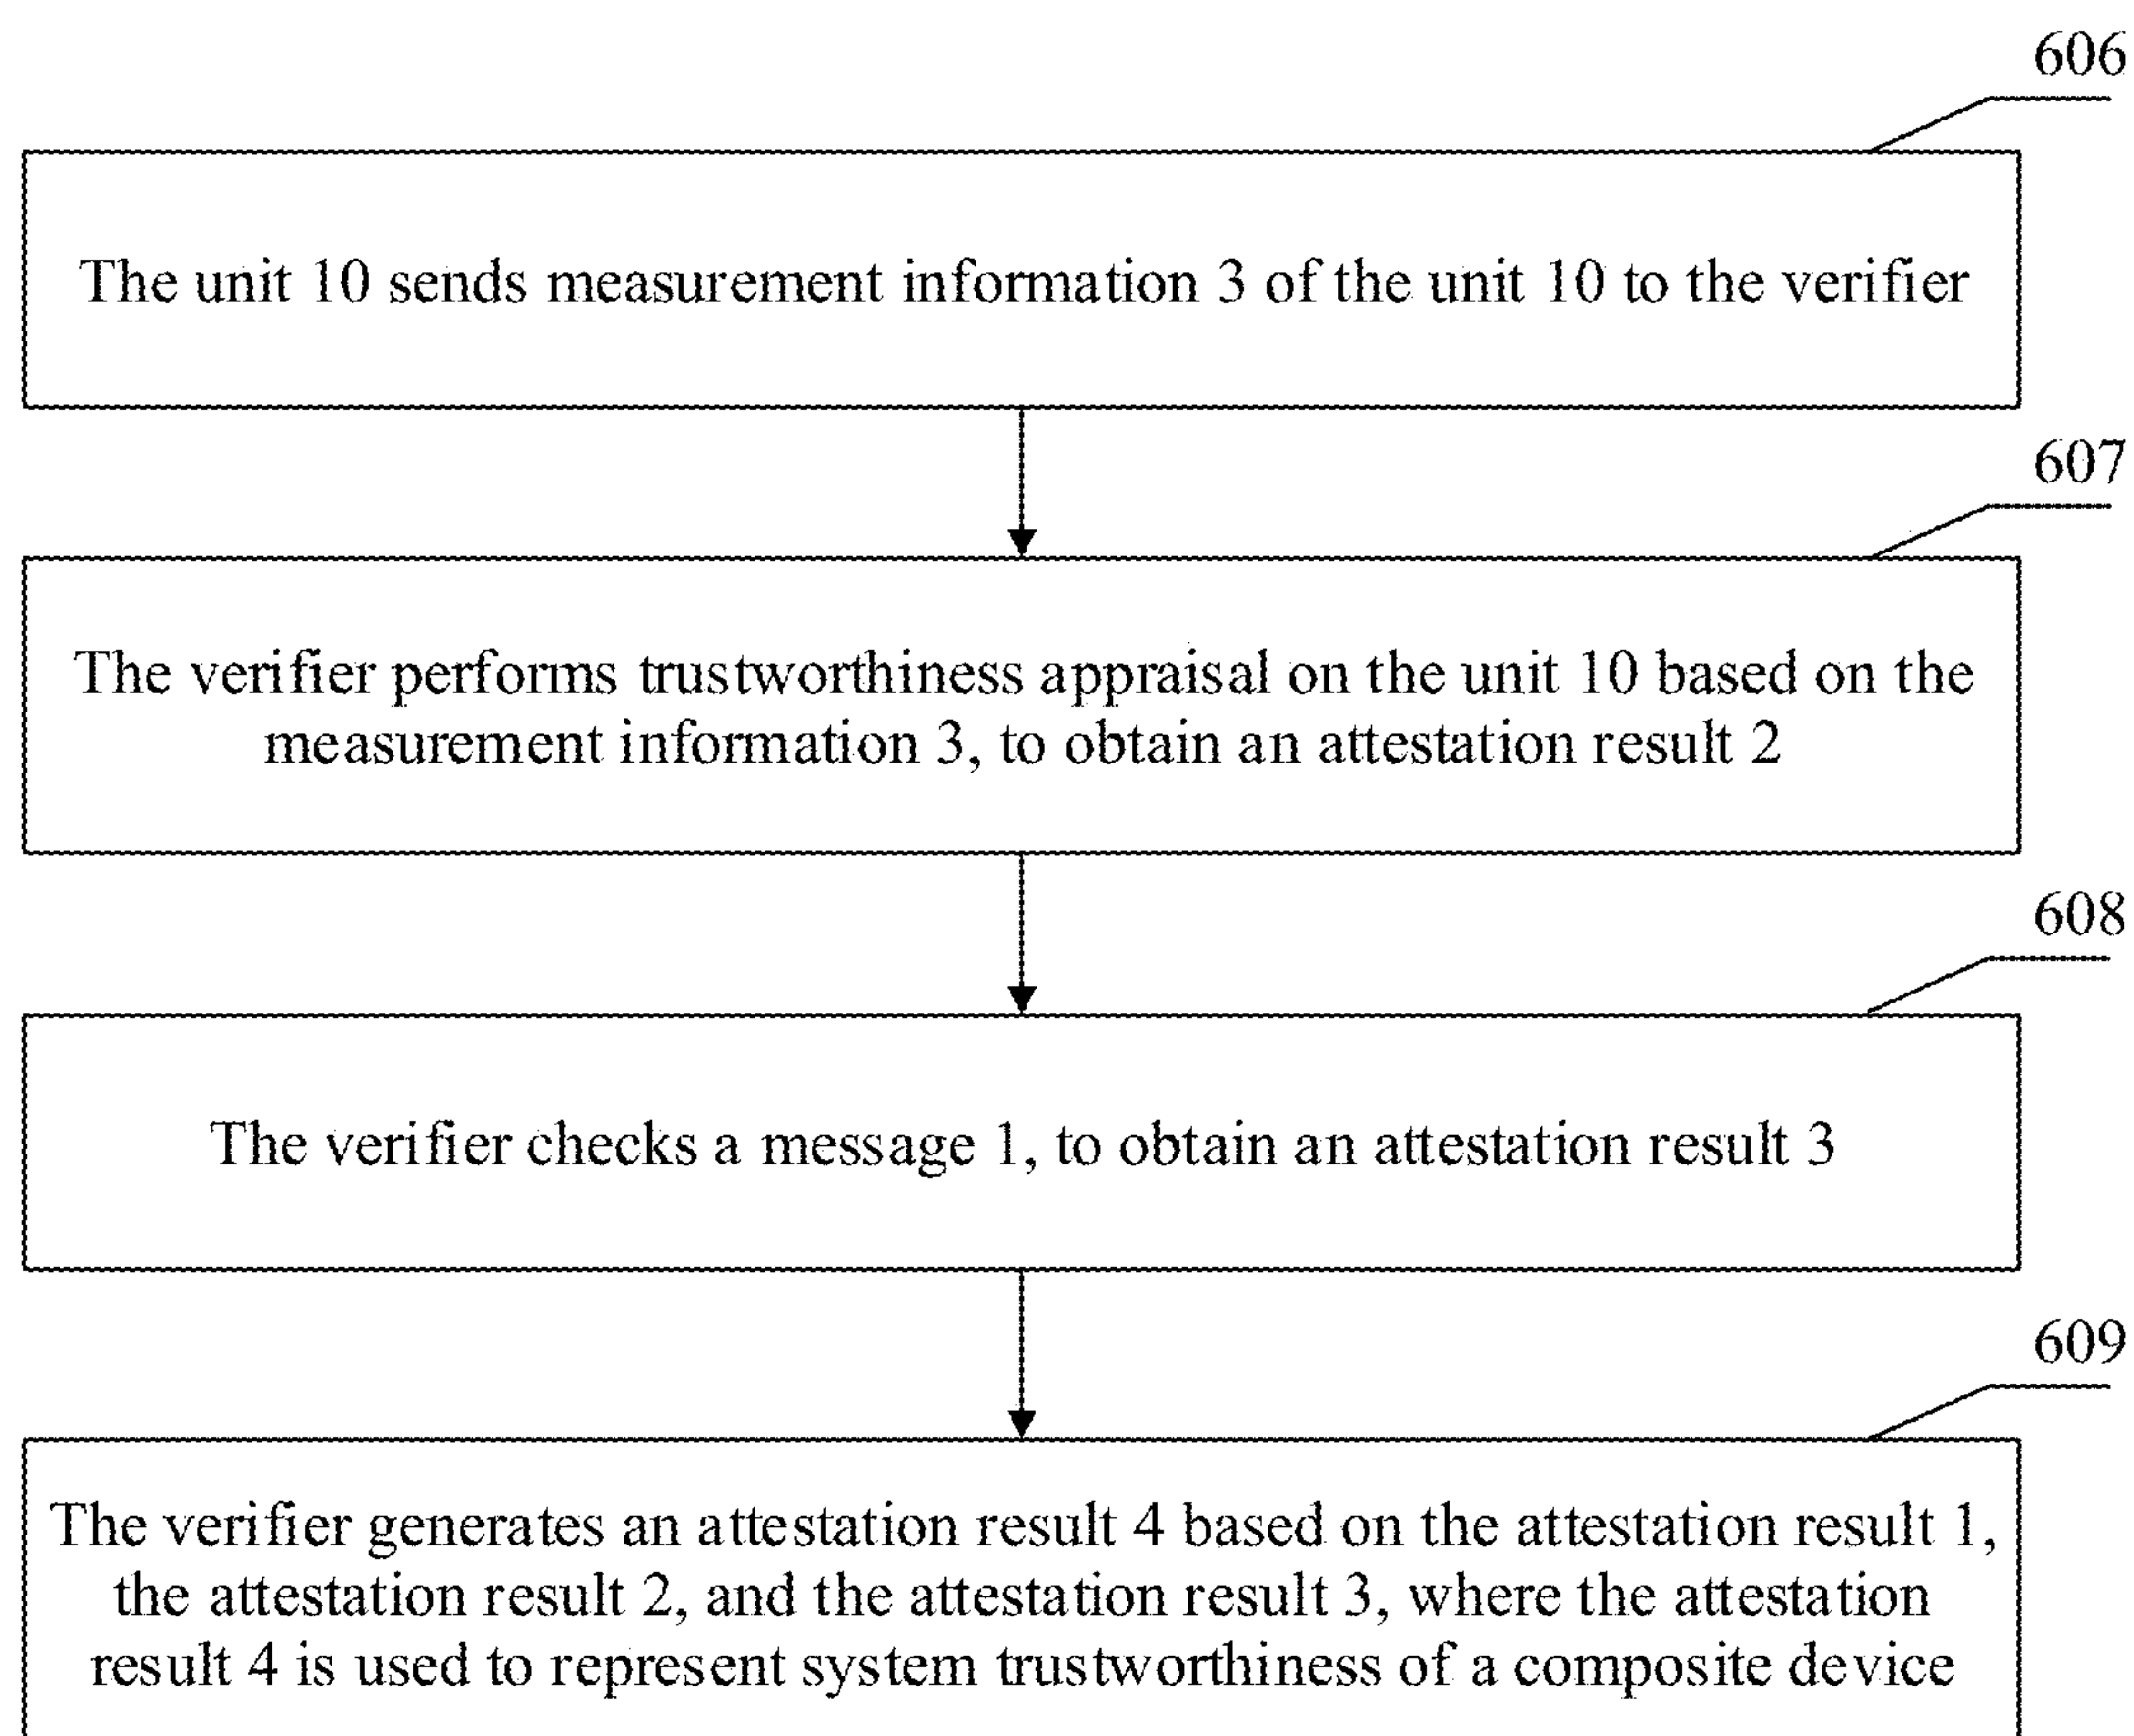 606
The unit 10 sends measurement information 3 of the unit 10 to the verifier
607
The verifier performs trustworthiness appraisal on the unit 10 based on the
measurement information 3, to obtain an attestation result 2
608
The verifier checks a message 1, to obtain an attestation result 3
609
The verifier generates an attestation result 4 based on the attestation result 1,
the attestation result 2, and the attestation result 3, where the attestation
result 4 is used to represent system trustworthiness of a composite device